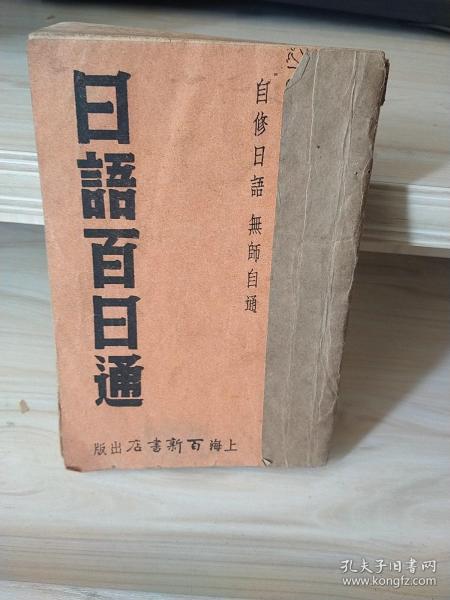 自修日語 無師自通
日語百日通
上海百新書店出版
孔夫子旧书网
www.kongfz.com